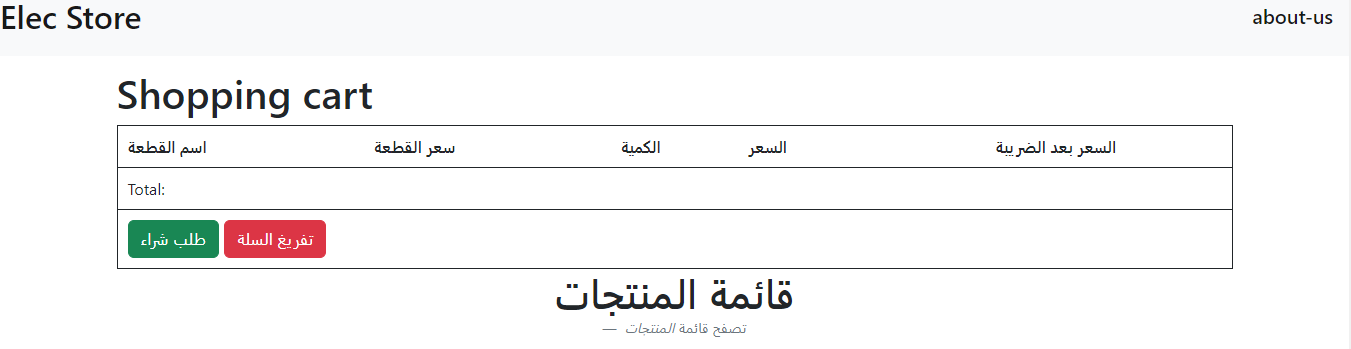 Elec Store about-us
Shopping cart
اسم القطعة سعر القطعة الكمية السعر السعر بعد الضريبة
Total:
طلب شراء تفريغ السلة
قائمة المنتجات
تصفح قائمة المنتجات —